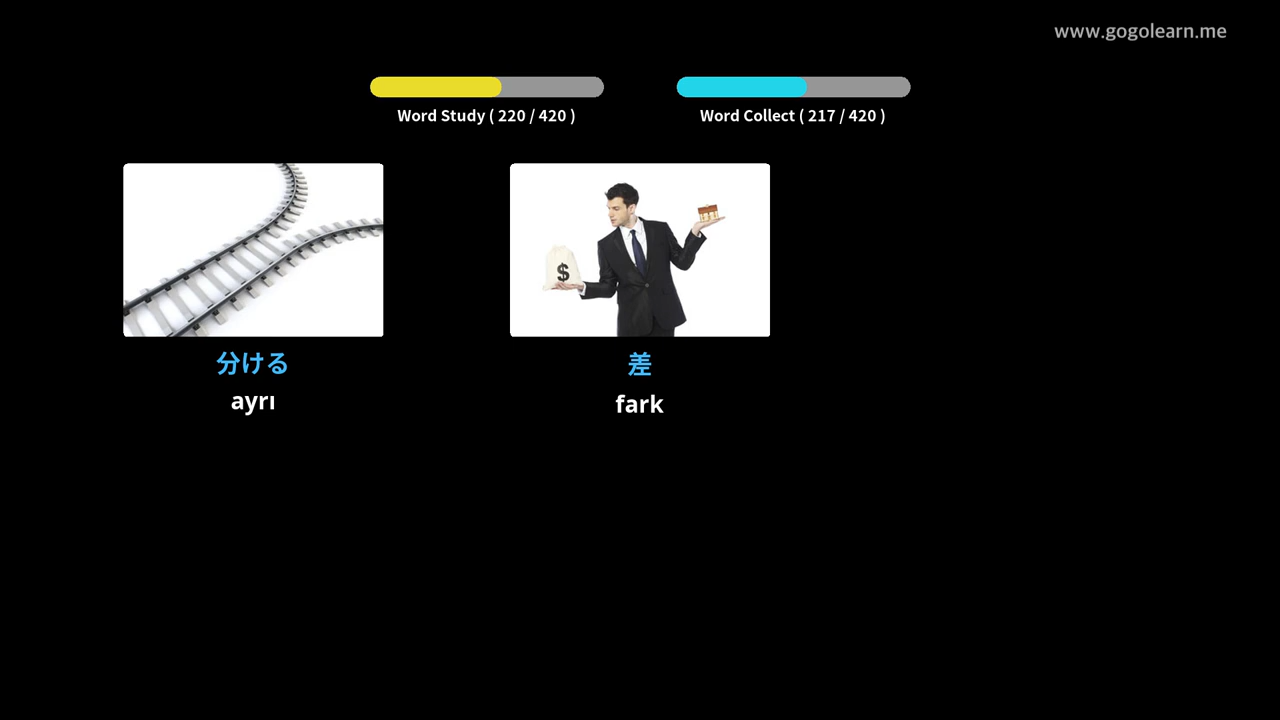 www.gogolearn.me
Word Study ( 220 / 420 )
Word Collect ( 217 / 420 )
$
分ける
ayrı
差
fark